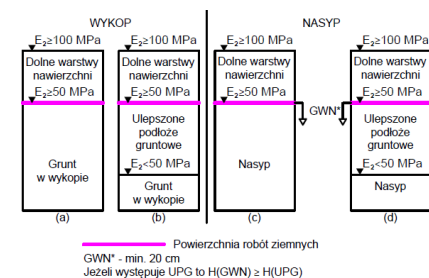 WYKOP
NASYP
E₂≥100 MPa
E₂≥100 MPa
E₂≥100 MPa
E₂≥100 MPa
Dolne warstwy
nawierzchni
Dolne warstwy
nawierzchni
Dolne warstwy
nawierzchni
Dolne warstwy
nawierzchni
E₂≥50 MPa
E₂≥50 MPa
E₂≥50 MPa
E₂≥50 MPa
GWN*
Grunt
w wykopie
Ulepszone
podłoże
gruntowe
E₂<50 MPa
Grunt
w wykopie
Nasyp
Ulepszone
podłoże
gruntowe
E₂<50 MPa
Nasyp
(a)
(b)
(c)
(d)
Powierzchnia robót ziemnych
GWN* - min. 20 cm
Jeżeli występuje UPG to H(GWN) ≥ H(UPG)